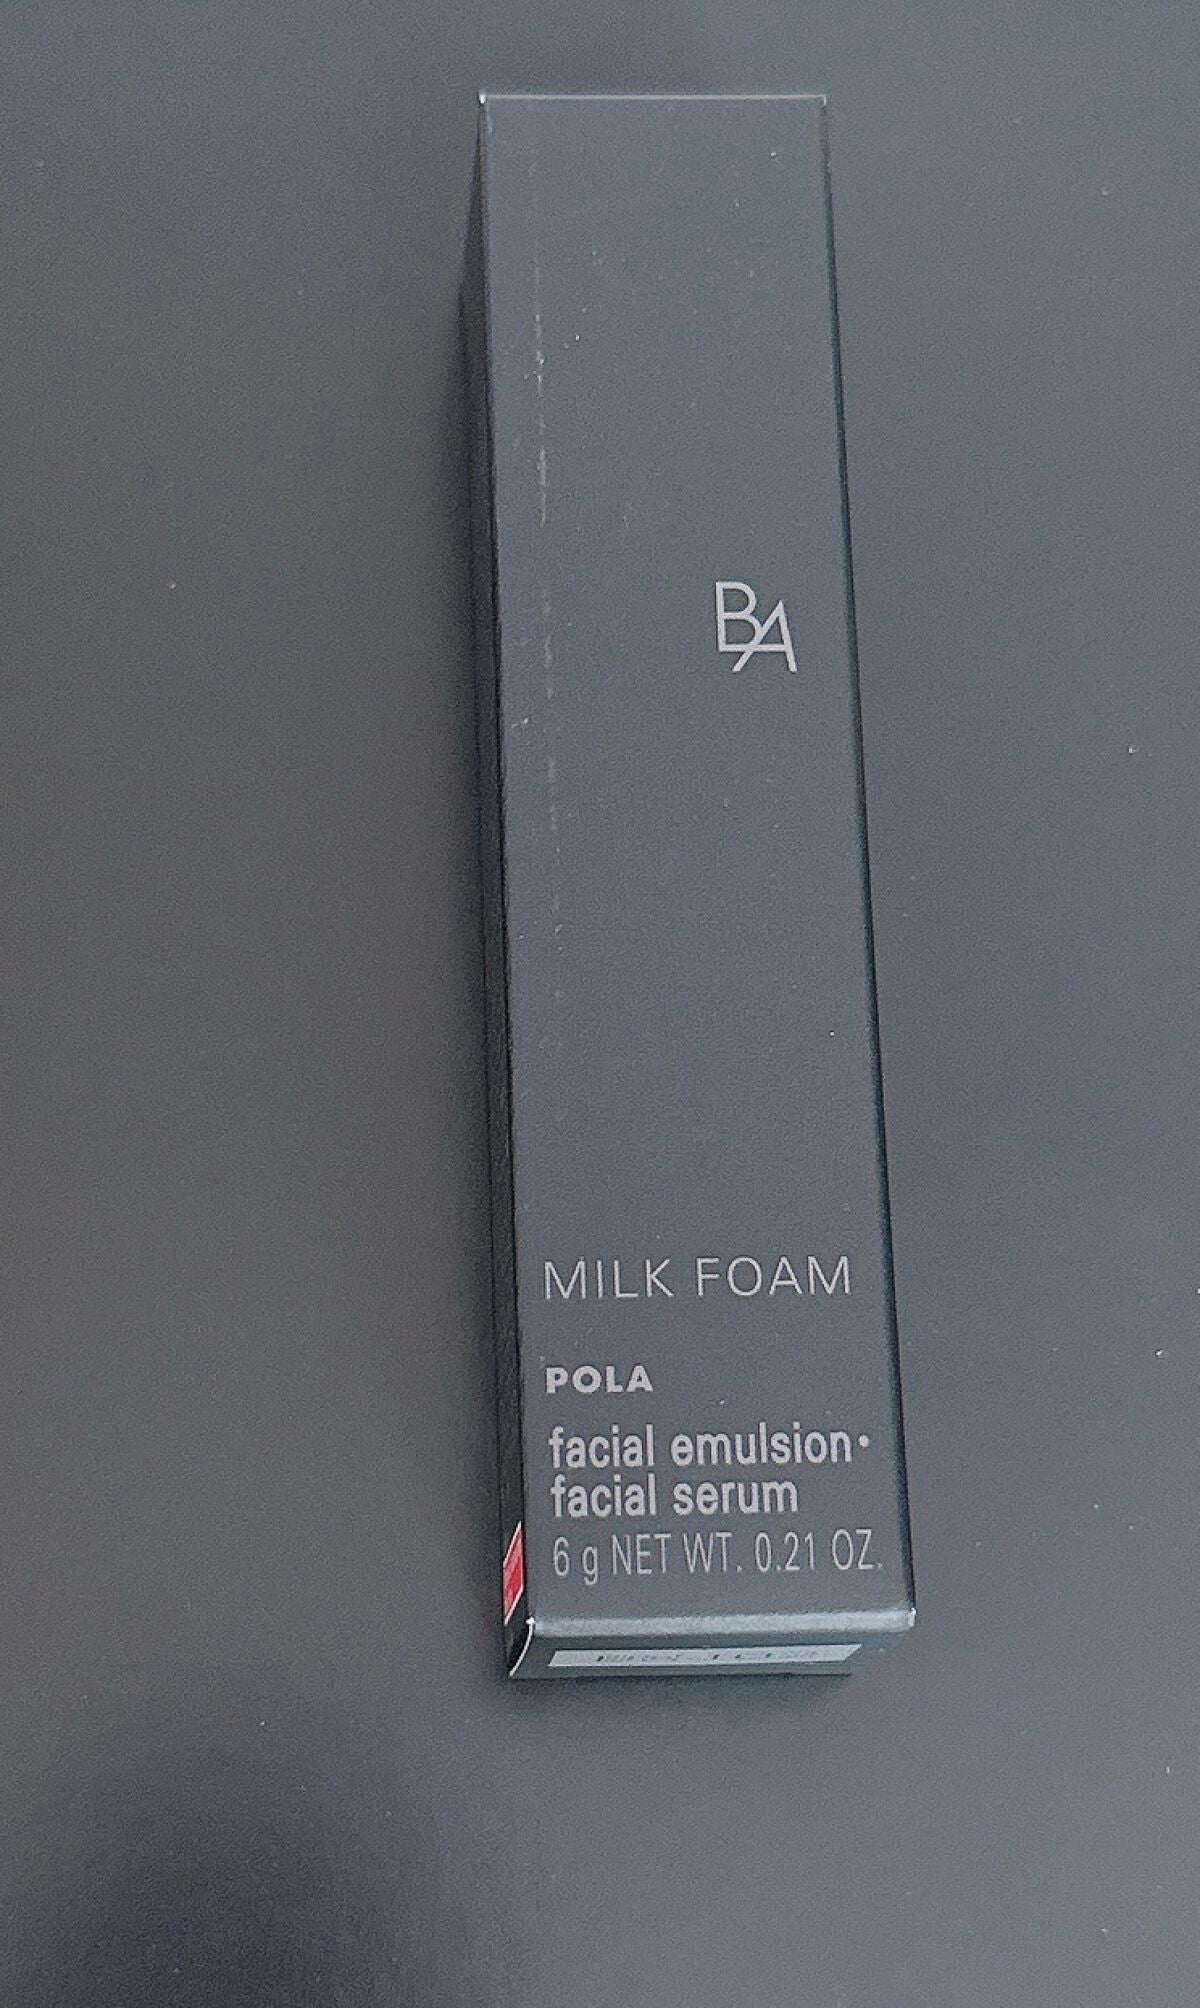 BA
MILK FOAM
POLA
facial emulsion•
facial serum
6 g NET WT. 0.21 OZ.